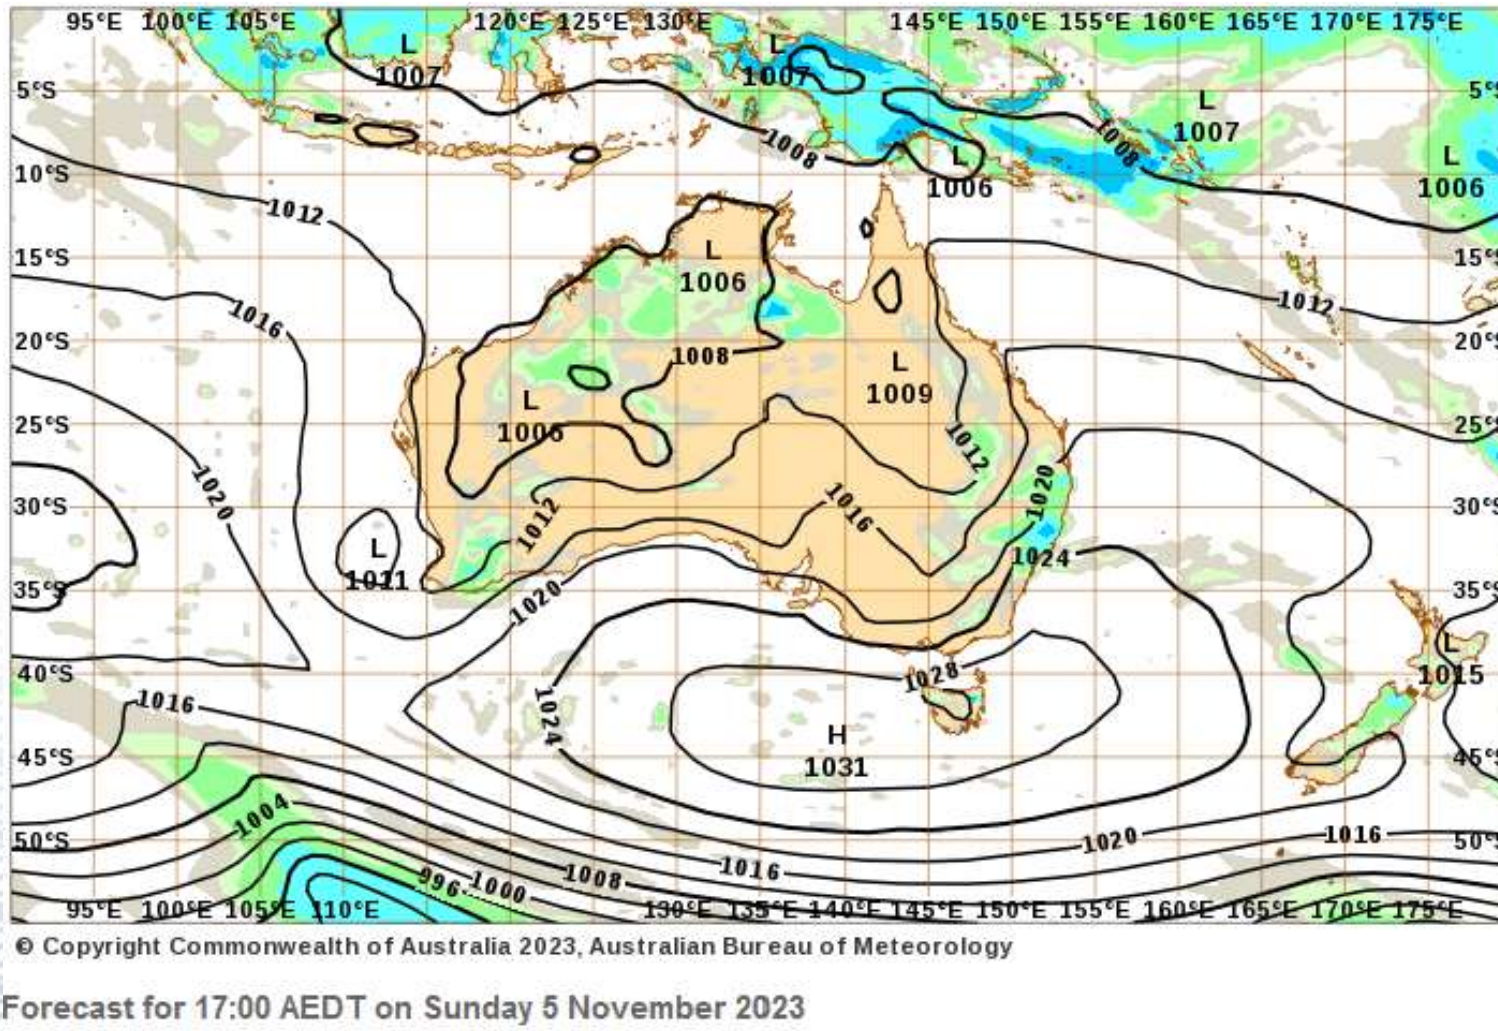 95°E 100°E 105°E 120°E 125°E 130°E 145°E 150°E 155°E 160°E 165°E 170°E 175°E
L
1007
L
1007
5°S 5°S
L
1007
1008
1008
L
1006
L
1006
10°S
1012
L
1006
15°S 15°S
1012
1016
20°S 20°S
1008
L
1009
L
1006
25°S 25°S
1012
1020
1020
1016
30°S 30°S
1012
L
1011
1024
35°S 35°S
1020
L
1015
40°S
1028
1016
1024
H
1031
45°S 45°S
1004
1020
1016
50°S 50°S
1016
1008
996
1000
95°E 100°E 105°E 110°E 130°E 135°E 140°E 145°E 150°E 155°E 160°E 165°E 170°E 175°E
© Copyright Commonwealth of Australia 2023, Australian Bureau of Meteorology
Forecast for 17:00 AEDT on Sunday 5 November 2023